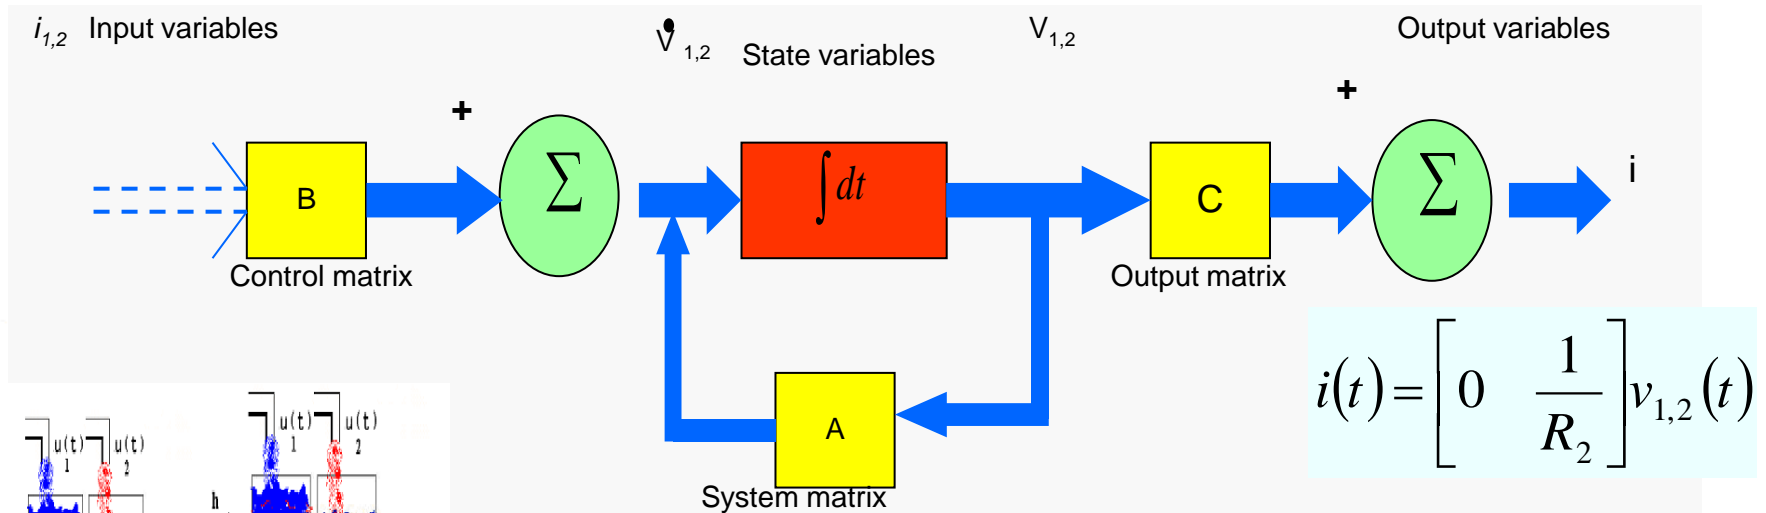 i1,2 Input variables
V̇ 1,2 State variables
V1,2
Output variables
+
+
B
∑
∫dt
C
∑
i
Control matrix
Output matrix
A
System matrix
i(t) = [0 1/R2] v1,2(t)
u(t)1 u(t)2
u(t)1 u(t)2
h